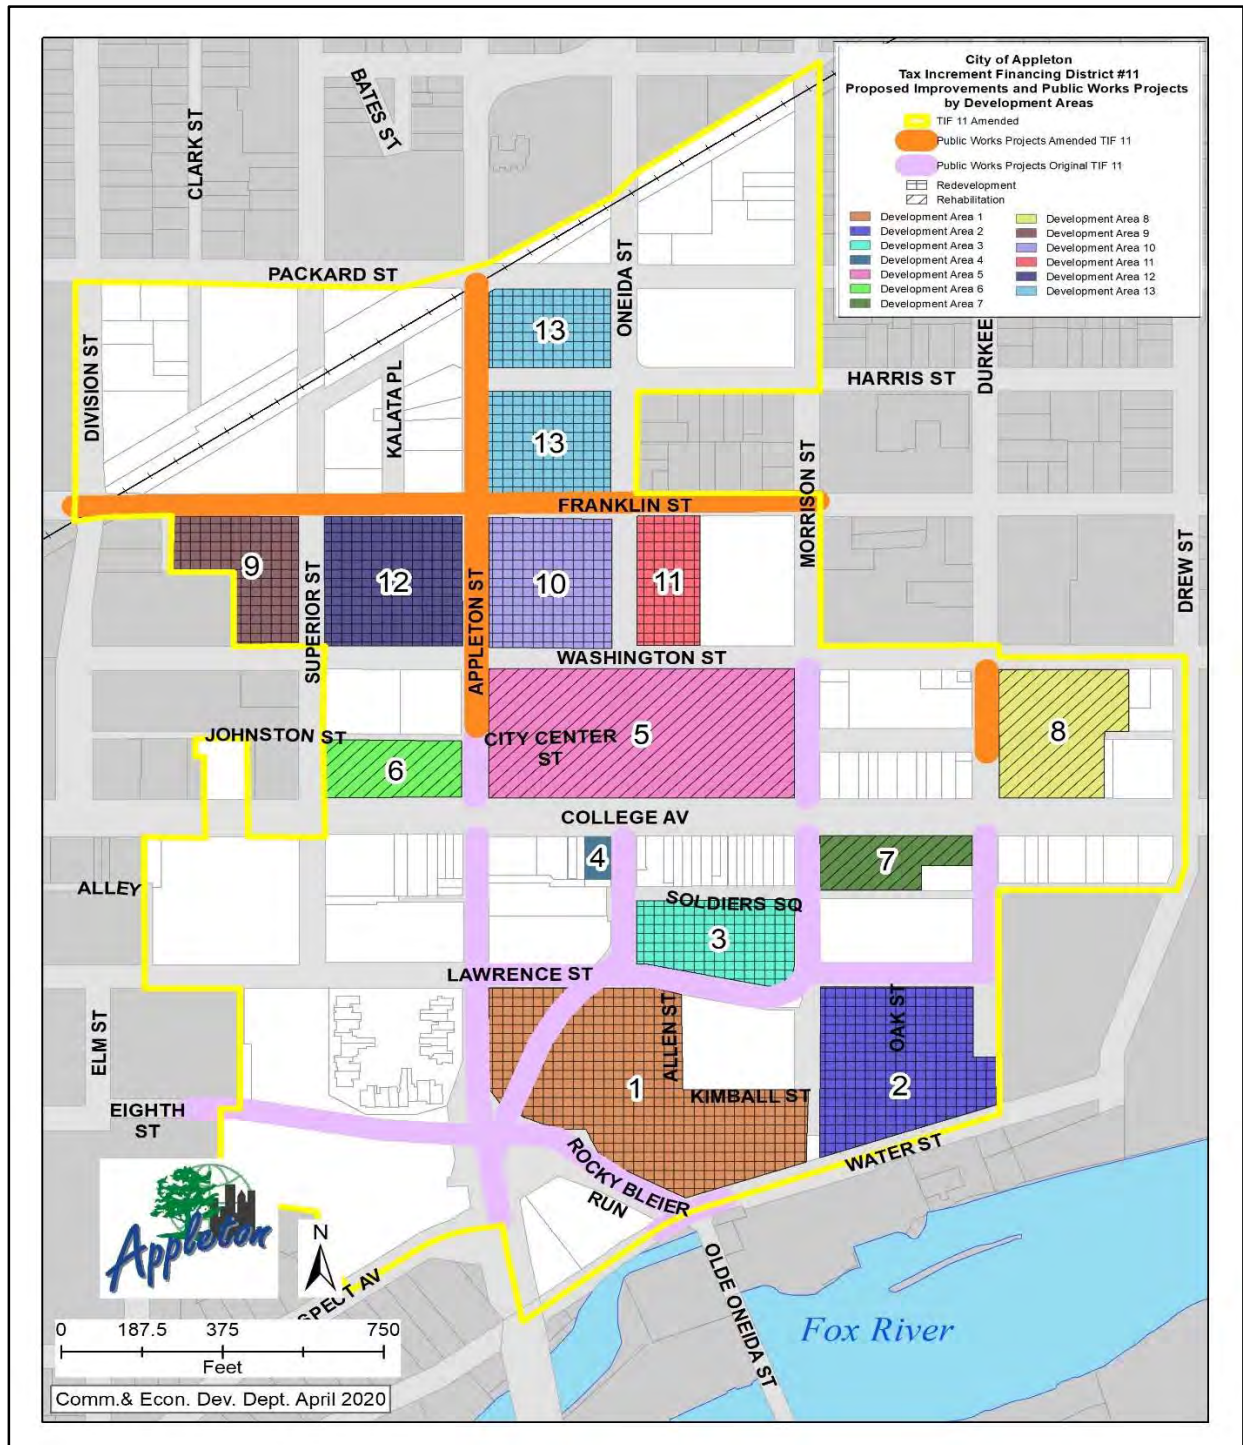 City of Appleton
Tax Increment Financing District #11
Proposed Improvements and Public Works Projects
by Development Areas
TIF 11 Amended
Public Works Projects Amended TIF 11
Public Works Projects Original TIF 11
Redevelopment
Rehabilitation
Development Area 1
Development Area 2
Development Area 3
Development Area 4
Development Area 5
Development Area 6
Development Area 7
Development Area 8
Development Area 9
Development Area 10
Development Area 11
Development Area 12
Development Area 13
BATES ST
CLARK ST
PACKARD ST
ONEIDA ST
13
DIVISION ST
KALATA PL
HARRIS ST
DURKEE
13
FRANKLIN ST
MORRISON ST
DREW ST
9
SUPERIOR ST
12
APPLETON ST
10
11
WASHINGTON ST
JOHNSTON ST
6
CITY CENTER
ST
5
8
COLLEGE AV
4
7
ALLEY
SOLDIERS SQ
3
LAWRENCE ST
ELM ST
ALLEN ST
OAK ST
1
KIMBALL ST
2
EIGHTH
ST
ROCKY BLEIER
RUN
WATER ST
Appleton
N
SPECT AV
OLDE ONEIDA ST
Fox River
0 187.5 375 750
Feet
Comm.& Econ. Dev. Dept. April 2020